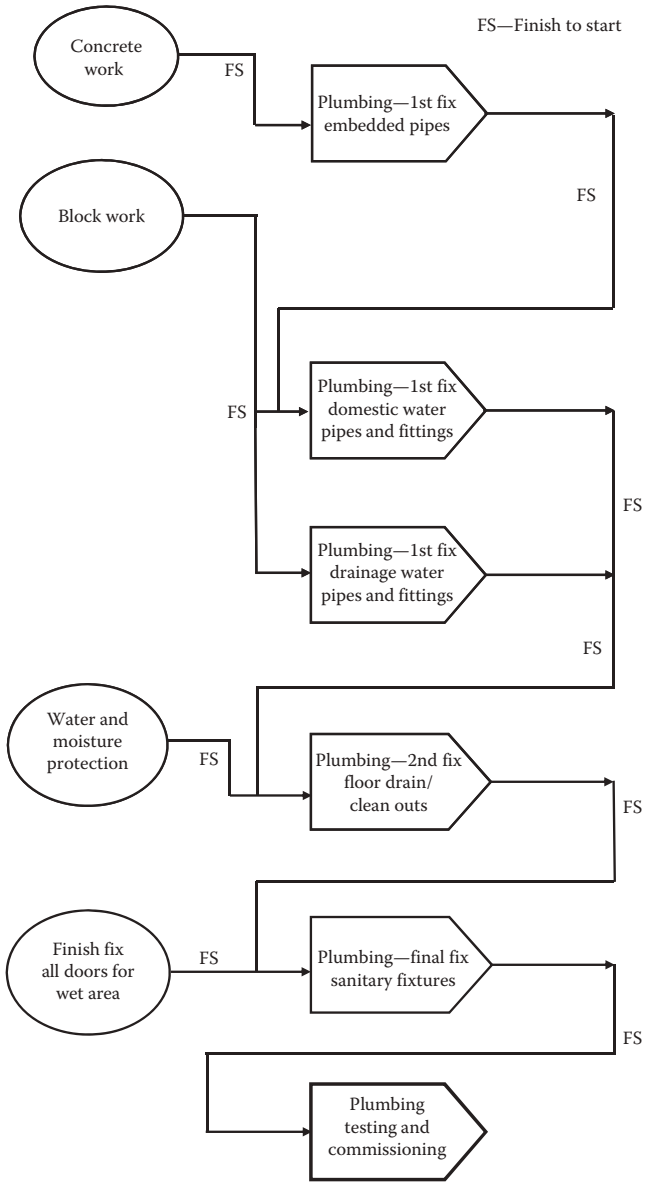 FS—Finish to start
Concrete
work
FS
Plumbing—1st fix
embedded pipes
FS
Block work
FS
Plumbing—1st fix
domestic water
pipes and fittings
FS
Plumbing—1st fix
drainage water
pipes and fittings
FS
Water and
moisture
protection
FS
Plumbing—2nd fix
floor drain/
clean outs
FS
Finish fix
all doors for
wet area
FS
Plumbing—final fix
sanitary fixtures
FS
Plumbing
testing and
commissioning